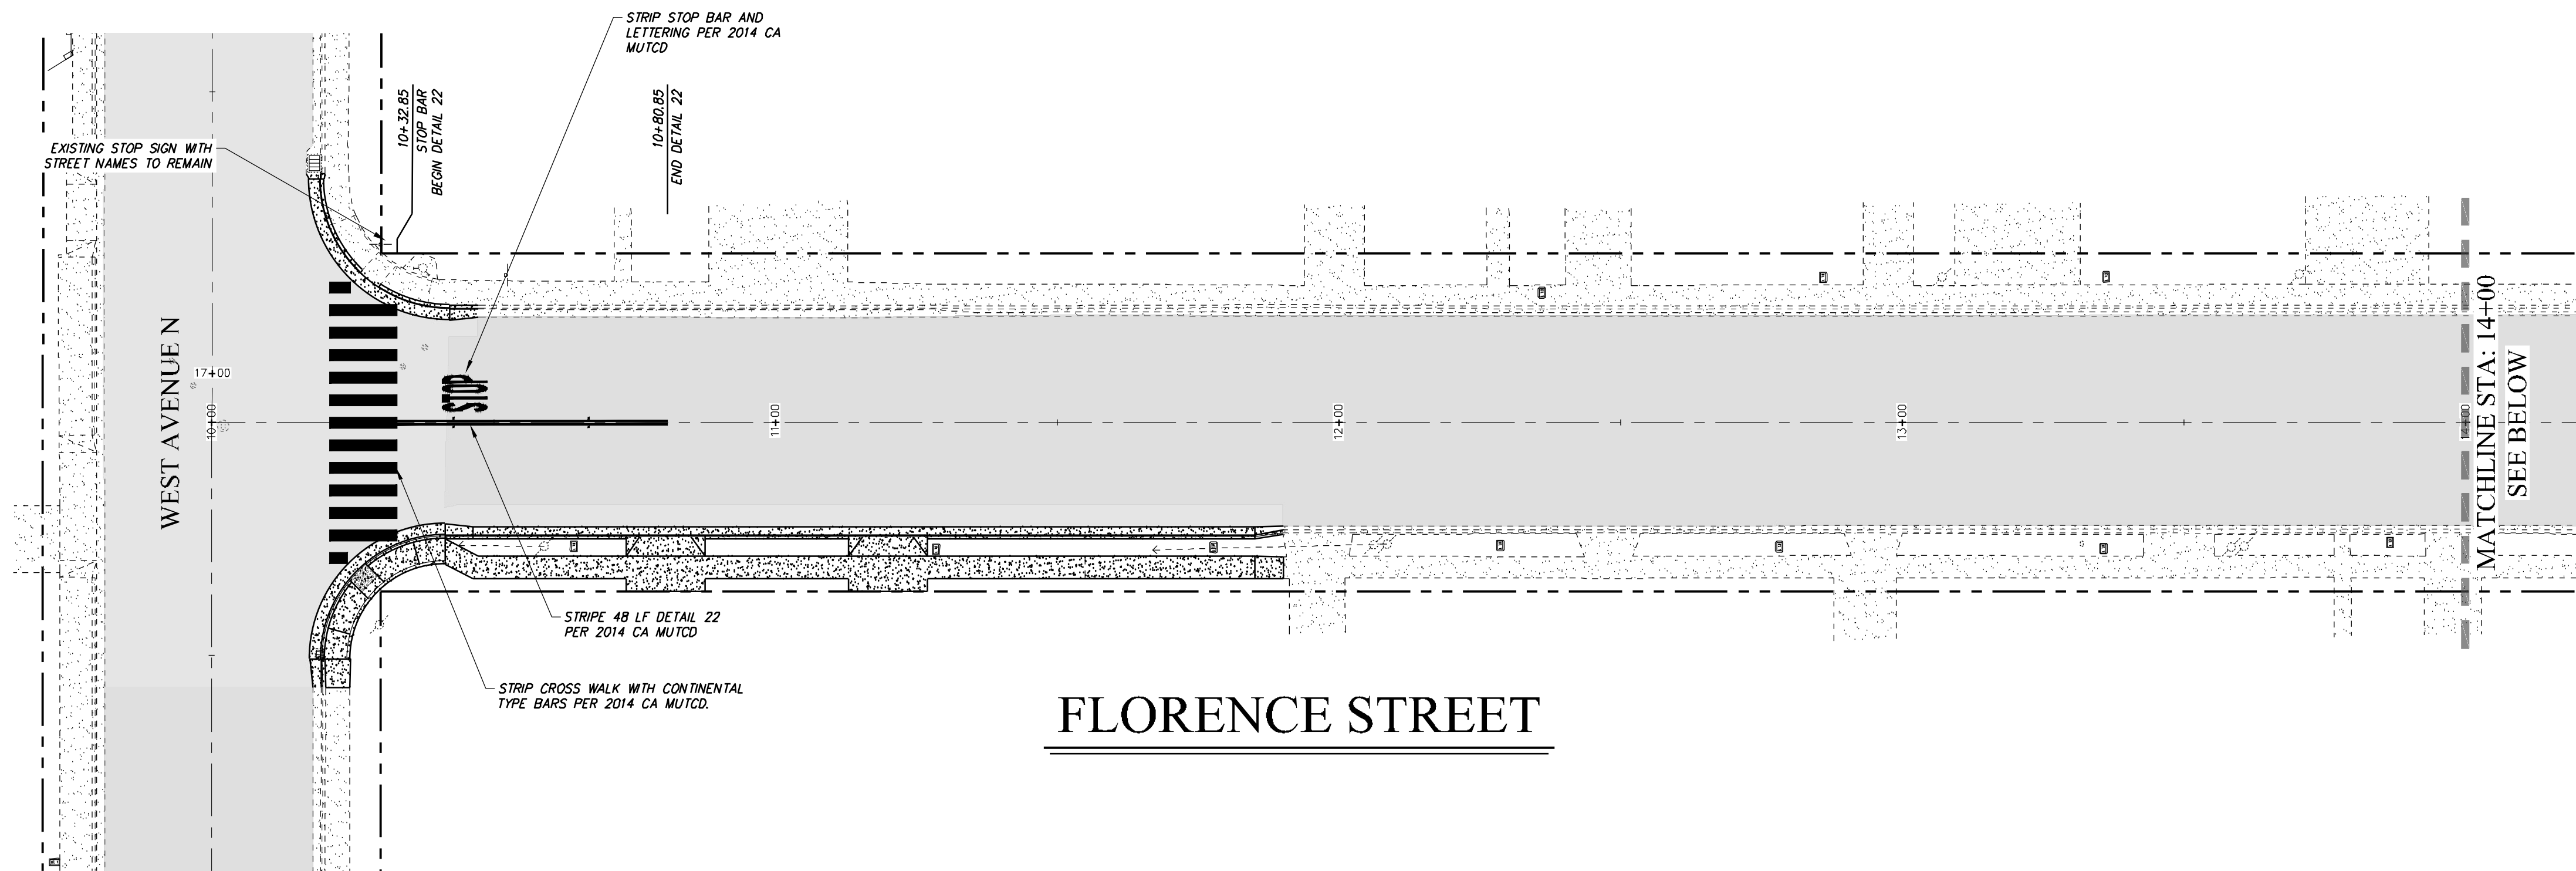 STRIP STOP BAR AND
LETTERING PER 2014 CA
MUTCD
10+32.85
STOP BAR
BEGIN DETAIL 22
10+80.85
END DETAIL 22
EXISTING STOP SIGN WITH
STREET NAMES TO REMAIN
WEST AVENUE N
17+00
10+00
STOP
11+00
12+00
13+00
14+00
MATCHLINE STA: 14+00
SEE BELOW
STRIPE 48 LF DETAIL 22
PER 2014 CA MUTCD
STRIP CROSS WALK WITH CONTINENTAL
TYPE BARS PER 2014 CA MUTCD.
FLORENCE STREET